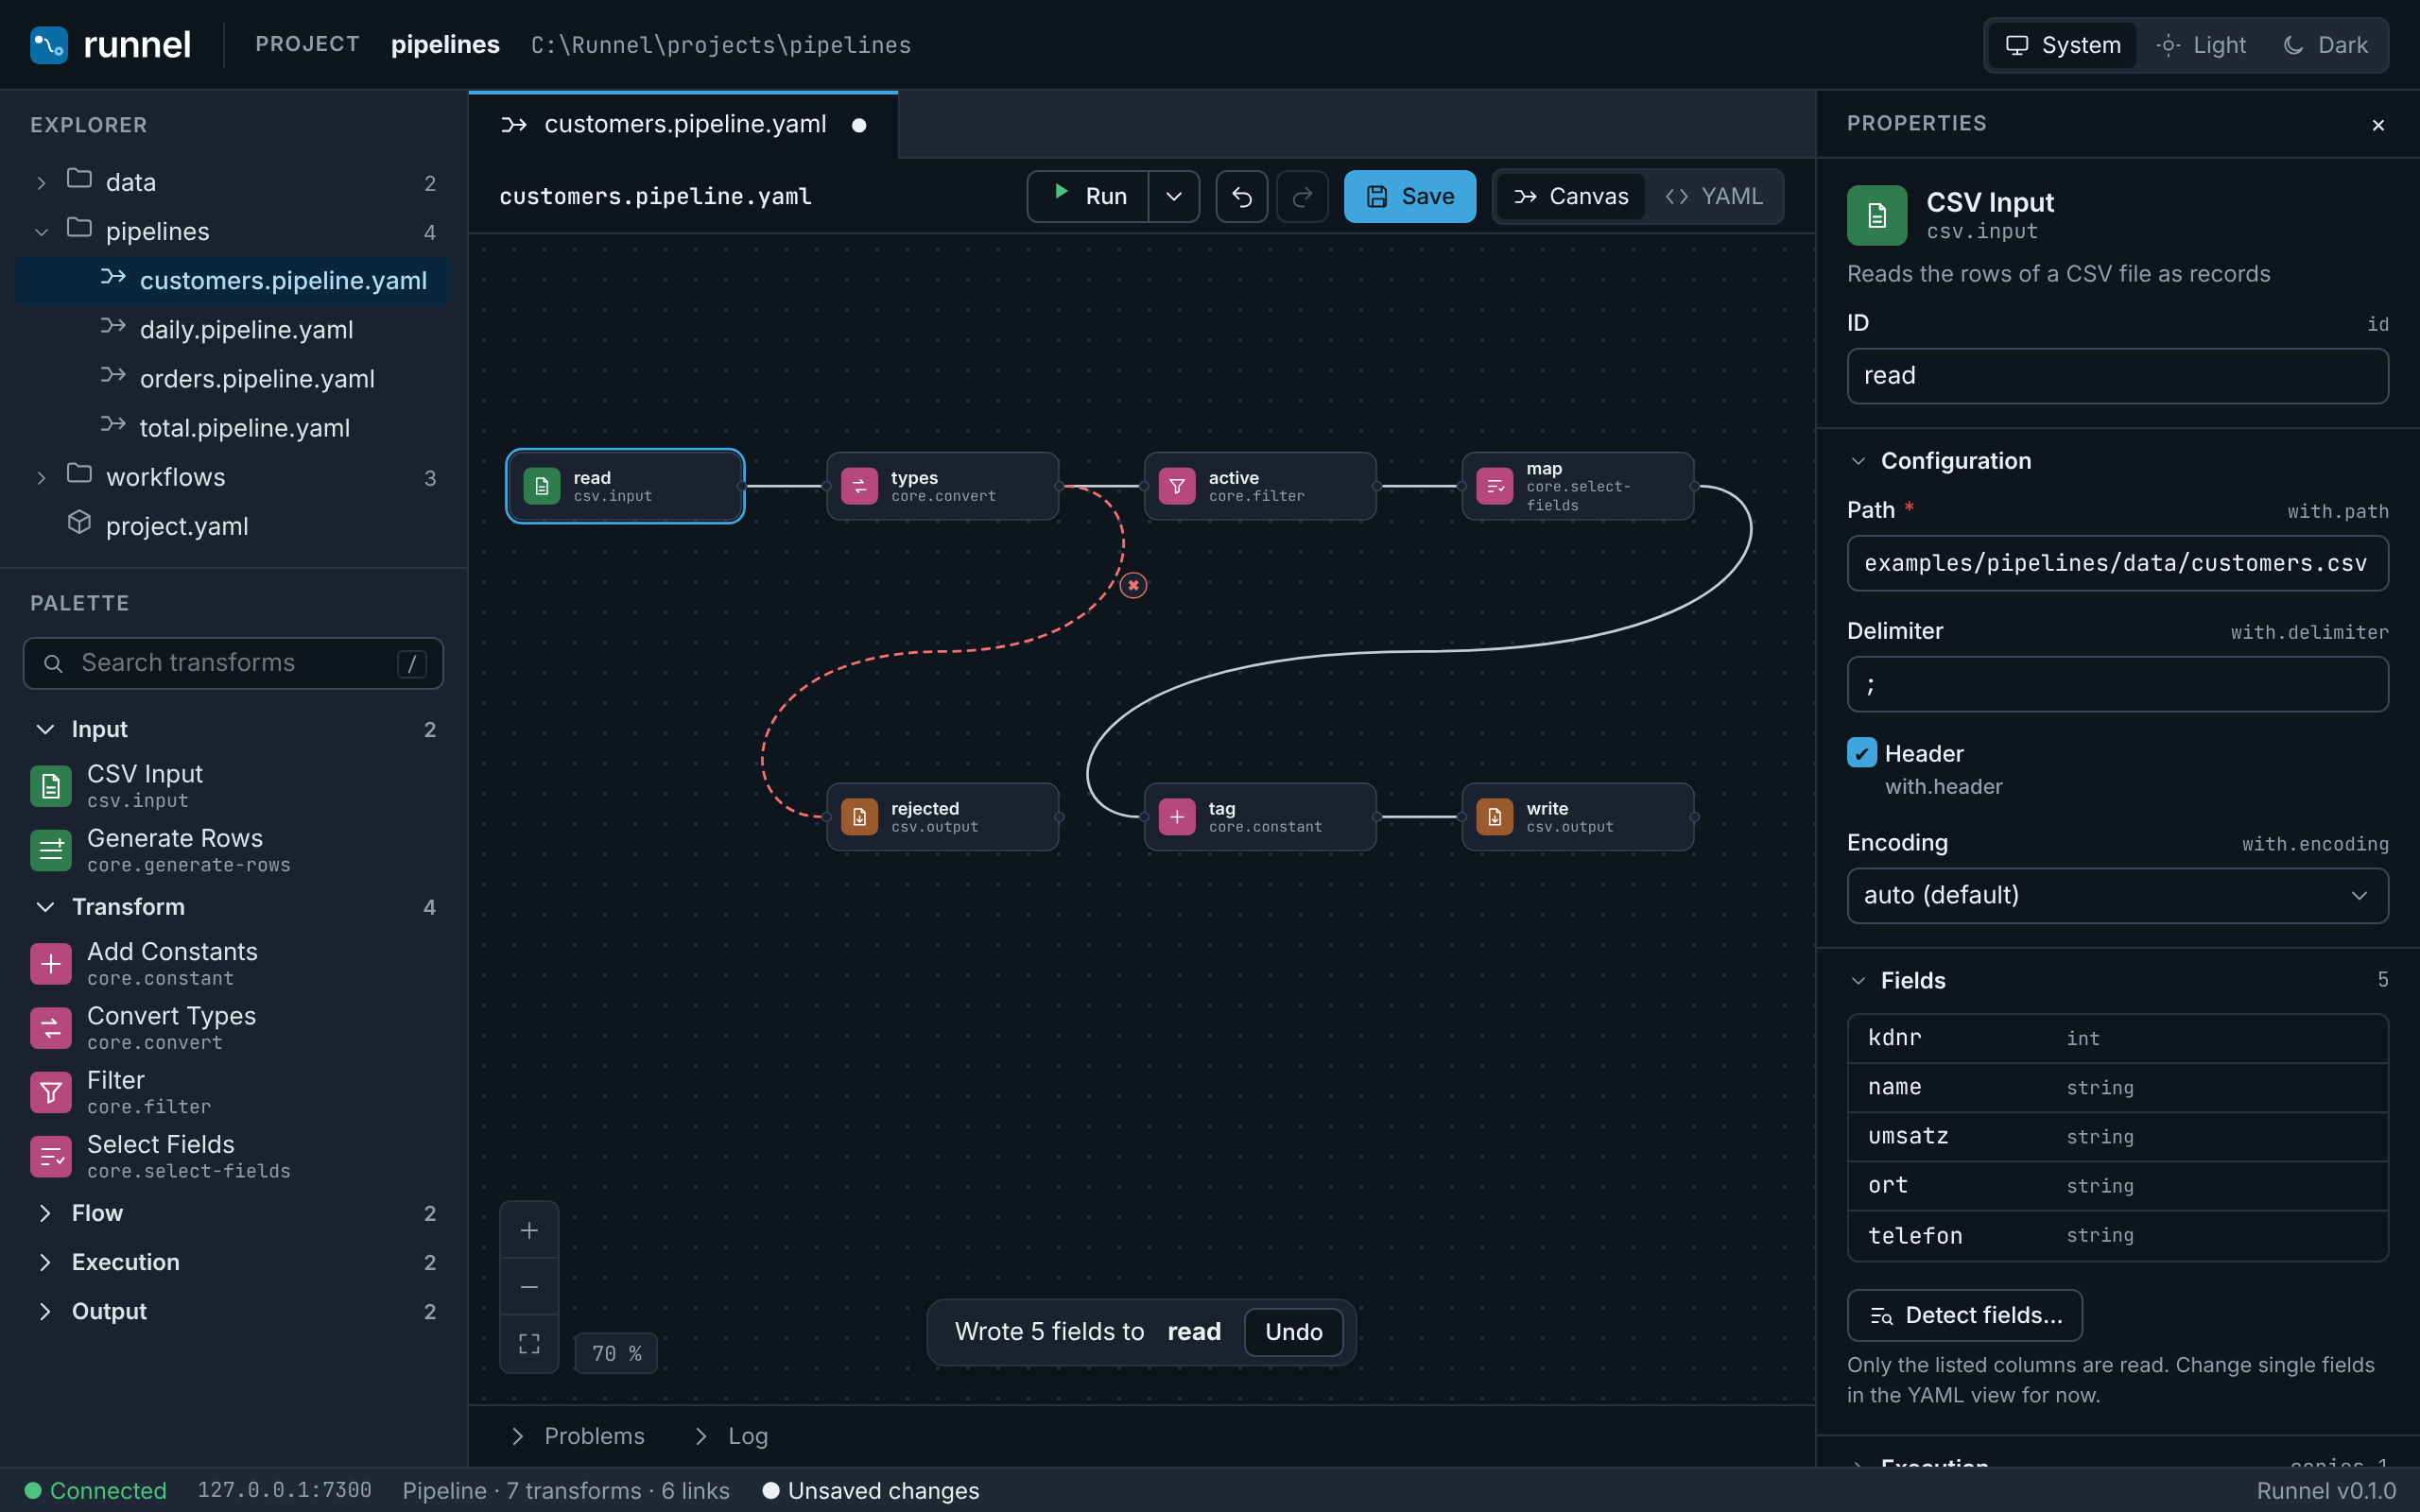 runnel PROJECT pipelines C:\Runnel\projects\pipelines System Light Dark
EXPLORER
data 2
pipelines 4
customers.pipeline.yaml
daily.pipeline.yaml
orders.pipeline.yaml
total.pipeline.yaml
workflows 3
project.yaml
PALETTE
Search transforms /
Input 2
CSV Input
csv.input
Generate Rows
core.generate-rows
Transform 4
Add Constants
core.constant
Convert Types
core.convert
Filter
core.filter
Select Fields
core.select-fields
Flow 2
Execution 2
Output 2
customers.pipeline.yaml
customers.pipeline.yaml Run Save Canvas YAML
read
csv.input
types
core.convert
active
core.filter
map
core.select-
fields
rejected
csv.output
tag
core.constant
write
csv.output
70 %
Wrote 5 fields to read Undo
Problems Log
PROPERTIES
CSV Input
csv.input
Reads the rows of a CSV file as records
ID id
read
Configuration
Path * with.path
examples/pipelines/data/customers.csv
Delimiter with.delimiter
;
Header
with.header
Encoding with.encoding
auto (default)
Fields 5
kdnr int
name string
umsatz string
ort string
telefon string
Detect fields...
Only the listed columns are read. Change single fields
in the YAML view for now.
Execution copies 1
Connected 127.0.0.1:7300 Pipeline · 7 transforms · 6 links Unsaved changes Runnel v0.1.0